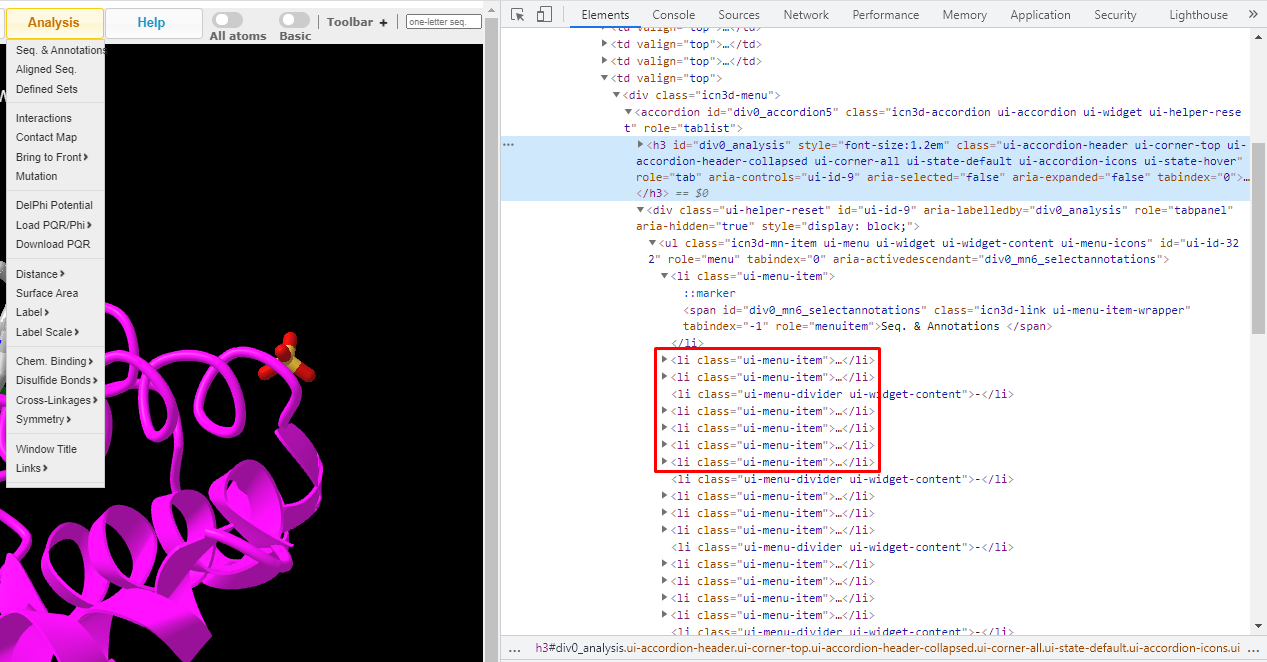 Analysis
Help
All atoms
Basic
Toolbar +
one-letter seq.
Seq. & Annotations
Aligned Seq.
Defined Sets
Interactions
Contact Map
Bring to Front
Mutation
DelPhi Potential
Load PQR/Phi
Download PQR
Distance
Surface Area
Label
Label Scale
Chem. Binding
Disulfide Bonds
Cross-Linkages
Symmetry
Window Title
Links
Elements Console Sources Network Performance Memory Application Security Lighthouse »
<td valign="top">…</td>
<td valign="top">…</td>
<td valign="top">…</td>
<td valign="top">
<div class="icn3d-menu">
<accordion id="div0_accordion5" class="icn3d-accordion ui-accordion ui-widget ui-helper-rese
t" role="tablist">
… <h3 id="div0_analysis" style="font-size:1.2em" class="ui-accordion-header ui-corner-top ui-
accordion-header-collapsed ui-corner-all ui-state-default ui-accordion-icons ui-state-hover"
role="tab" aria-controls="ui-id-9" aria-selected="false" aria-expanded="false" tabindex="0">…
</h3> == $0
<div class="ui-helper-reset" id="ui-id-9" aria-labelledby="div0_analysis" role="tabpanel"
aria-hidden="true" style="display: block;">
<ul class="icn3d-mn-item ui-menu ui-widget ui-widget-content ui-menu-icons" id="ui-id-32
2" role="menu" tabindex="0" aria-activedescendant="div0_mn6_selectannotations">
<li class="ui-menu-item">
::marker
<span id="div0_mn6_selectannotations" class="icn3d-link ui-menu-item-wrapper"
tabindex="-1" role="menuitem">Seq. & Annotations </span>
</li>
<li class="ui-menu-item">…</li>
<li class="ui-menu-item">…</li>
<li class="ui-menu-divider ui-widget-content">-</li>
<li class="ui-menu-item">…</li>
<li class="ui-menu-item">…</li>
<li class="ui-menu-item">…</li>
<li class="ui-menu-item">…</li>
<li class="ui-menu-divider ui-widget-content">-</li>
<li class="ui-menu-item">…</li>
<li class="ui-menu-item">…</li>
<li class="ui-menu-item">…</li>
<li class="ui-menu-divider ui-widget-content">-</li>
<li class="ui-menu-item">…</li>
<li class="ui-menu-item">…</li>
<li class="ui-menu-item">…</li>
<li class="ui-menu-item">…</li>
<li class="ui-menu-divider ui-widget-content">-</li>
… h3#div0_analysis.ui-accordion-header.ui-corner-top.ui-accordion-header-collapsed.ui-corner-all.ui-state-default.ui-accordion-icons.ui …